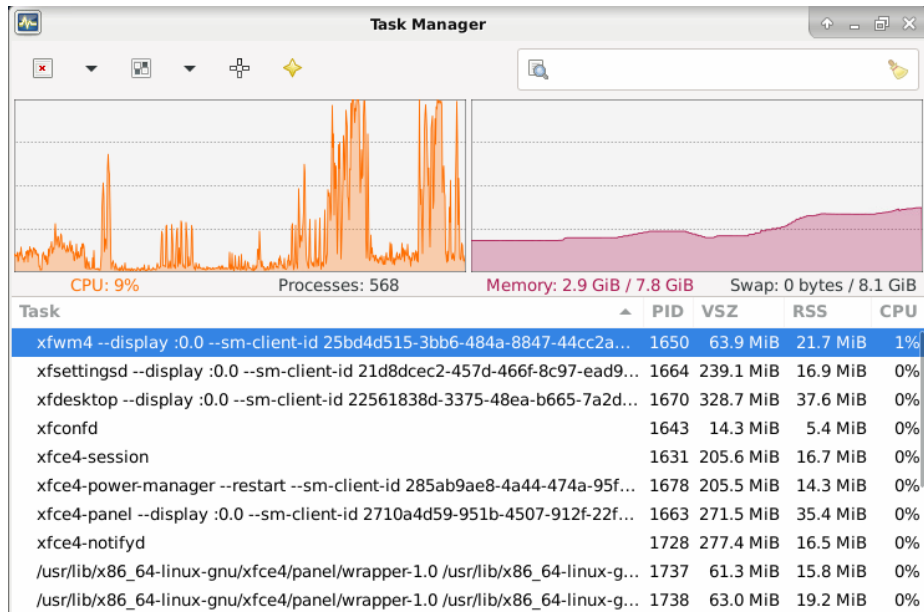 Task Manager
CPU: 9% Processes: 568 Memory: 2.9 GiB / 7.8 GiB Swap: 0 bytes / 8.1 GiB
Task PID VSZ RSS CPU
xfwm4 --display :0.0 --sm-client-id 25bd4d515-3bb6-484a-8847-44cc2a... 1650 63.9 MiB 21.7 MiB 1%
xfsettingsd --display :0.0 --sm-client-id 21d8dcec2-457d-466f-8c97-ead9... 1664 239.1 MiB 16.9 MiB 0%
xfdesktop --display :0.0 --sm-client-id 22561838d-3375-48ea-b665-7a2d... 1670 328.7 MiB 37.6 MiB 0%
xfconfd 1643 14.3 MiB 5.4 MiB 0%
xfce4-session 1631 205.6 MiB 16.7 MiB 0%
xfce4-power-manager --restart --sm-client-id 285ab9ae8-4a44-474a-95f... 1678 205.5 MiB 14.3 MiB 0%
xfce4-panel --display :0.0 --sm-client-id 2710a4d59-951b-4507-912f-22f... 1663 271.5 MiB 35.4 MiB 0%
xfce4-notifyd 1728 277.4 MiB 16.5 MiB 0%
/usr/lib/x86_64-linux-gnu/xfce4/panel/wrapper-1.0 /usr/lib/x86_64-linux-g... 1737 61.3 MiB 15.8 MiB 0%
/usr/lib/x86_64-linux-gnu/xfce4/panel/wrapper-1.0 /usr/lib/x86_64-linux-g... 1738 63.0 MiB 19.2 MiB 0%